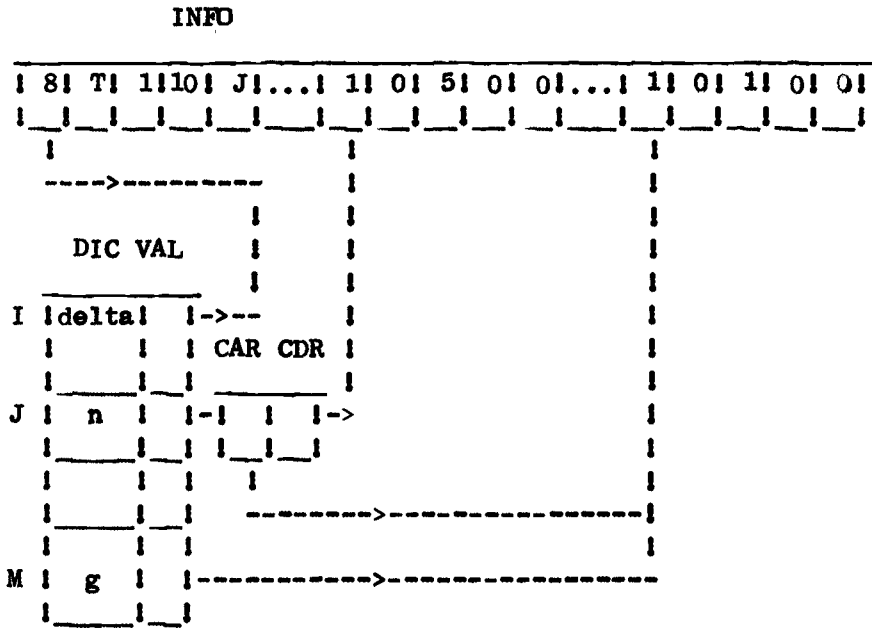 INFO
! 8! T! 1!10! J!...! 1! 0! 5! 0! 0!...! 1! 0! 1! 0! 0!
DIC VAL
I !delta! !->--
CAR CDR
J ! n ! !-! ! !->
M ! g ! !------->-----------